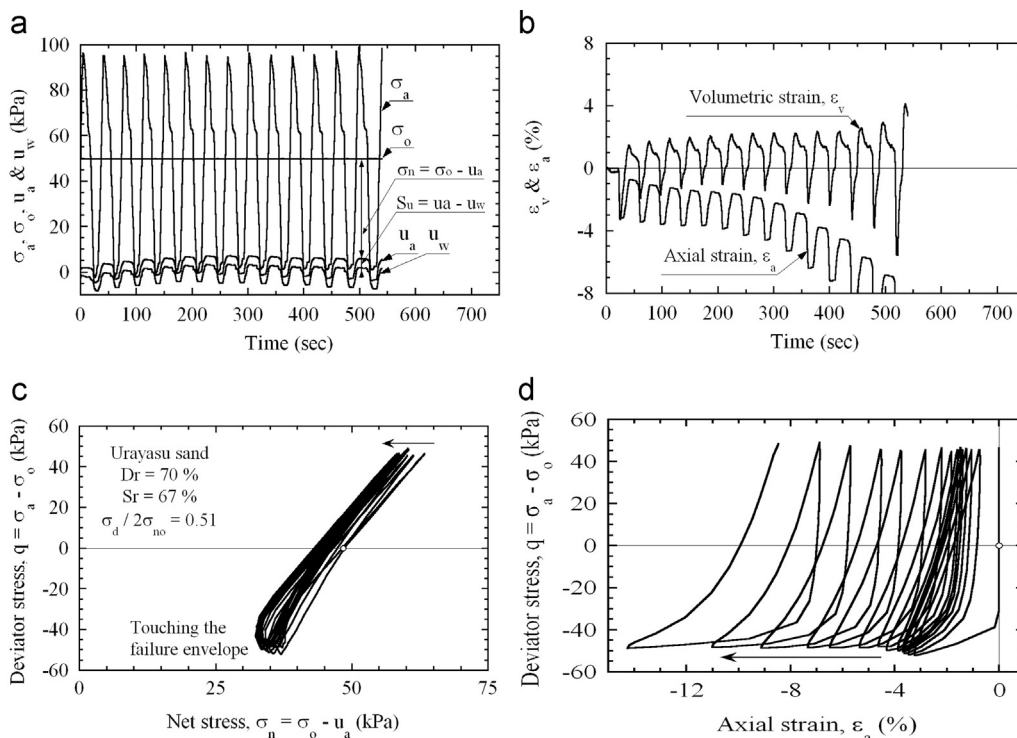 a
σa, σo, ua & uw (kPa)
100
80
60
40
20
0
σa
σo
σn = σo - ua
Su = ua - uw
ua uw
0 100 200 300 400 500 600 700
Time (sec)
b
εv & εa (%)
8
4
0
-4
-8
Volumetric strain, εv
Axial strain, εa
0 100 200 300 400 500 600 700
Time (sec)
c
Deviator stress, q = σa - σo (kPa)
60
40
20
0
-20
-40
-60
Urayasu sand
Dr = 70 %
Sr = 67 %
σd / 2σno = 0.51
Touching the
failure envelope
0 25 50 75
Net stress, σn = σo - ua (kPa)
d
Deviator stress, q = σa - σo (kPa)
60
40
20
0
-20
-40
-60
-12 -8 -4 0
Axial strain, εa (%)